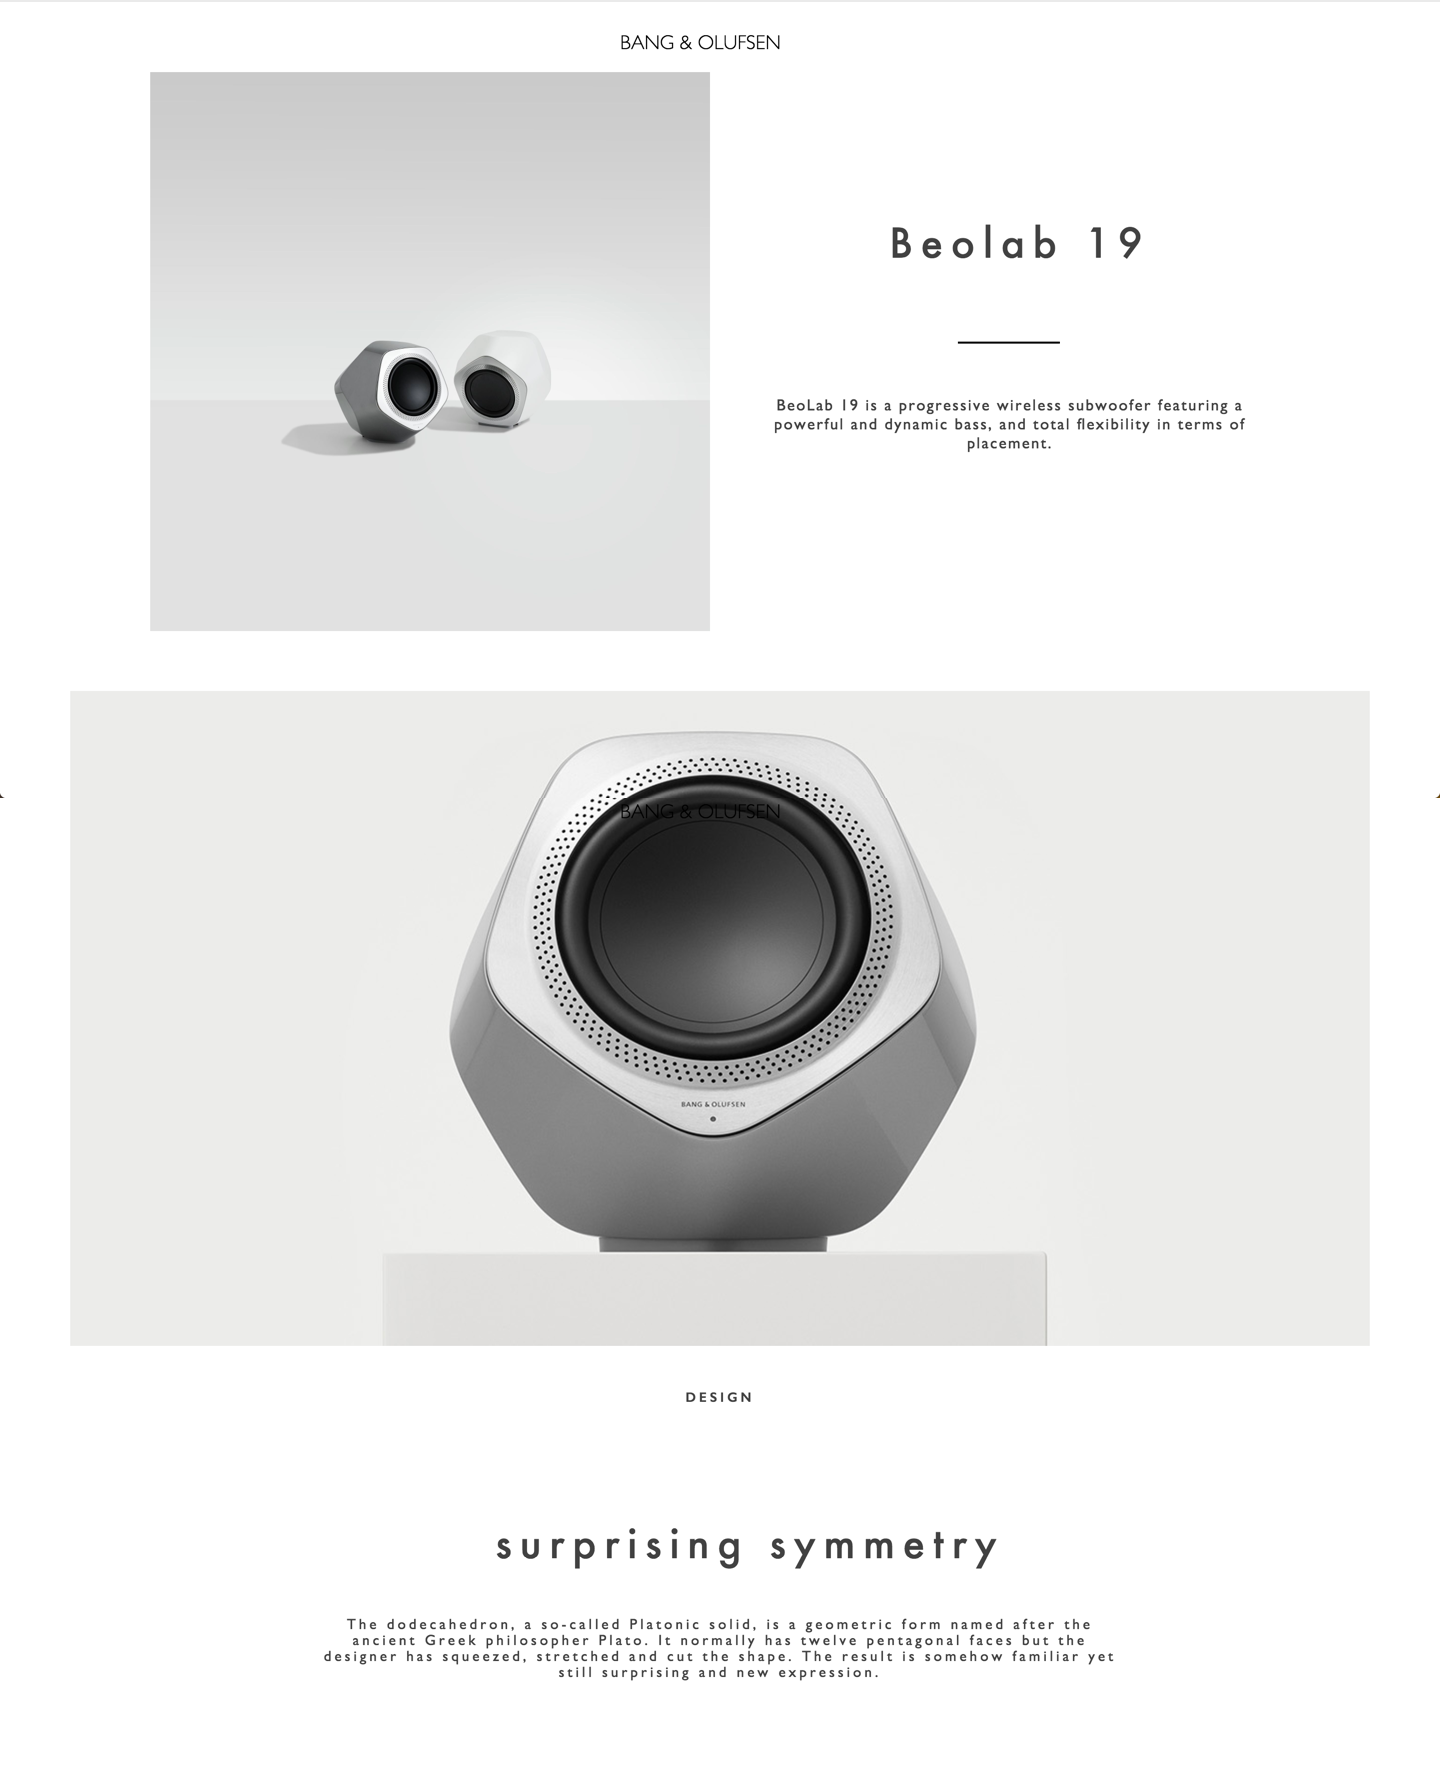 BANG & OLUFSEN
Beolab 19
BeoLab 19 is a progressive wireless subwoofer featuring a
powerful and dynamic bass, and total flexibility in terms of
placement.
BANG & OLUFSEN
BANG & OLUFSEN
DESIGN
surprising symmetry
The dodecahedron, a so-called Platonic solid, is a geometric form named after the
ancient Greek philosopher Plato. It normally has twelve pentagonal faces but the
designer has squeezed, stretched and cut the shape. The result is somehow familiar yet
still surprising and new expression.